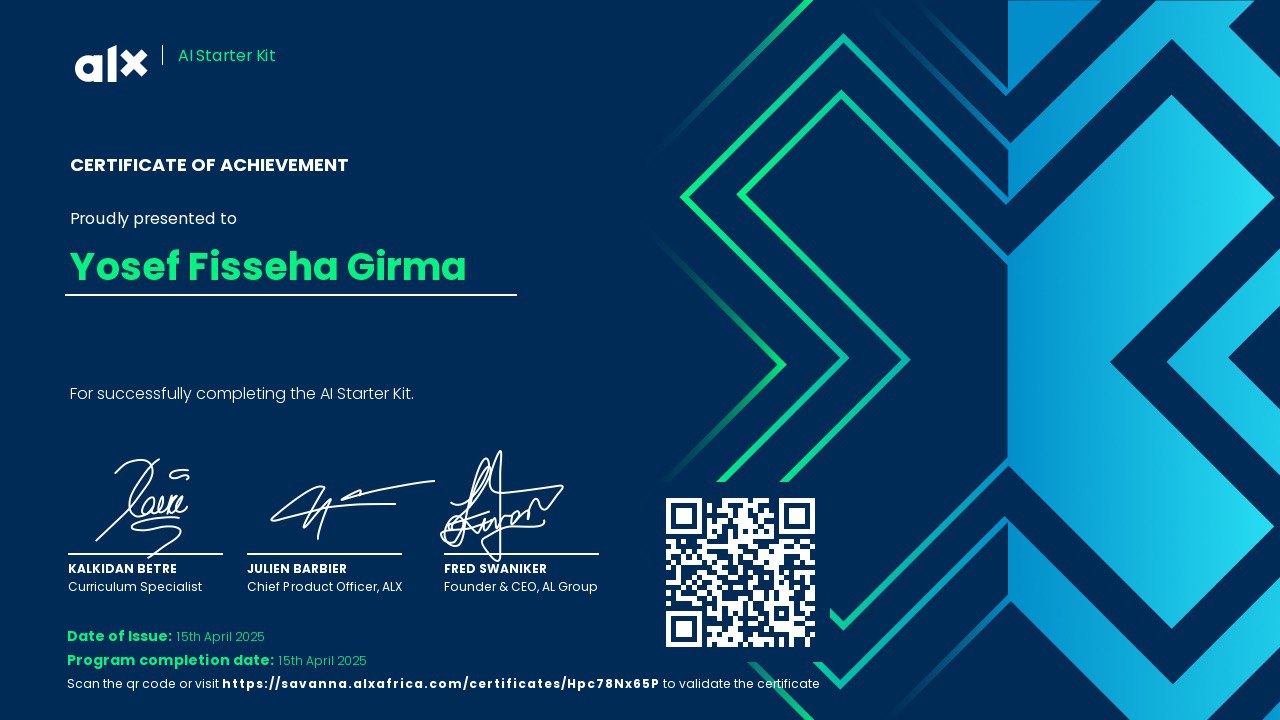 alx | AI Starter Kit
CERTIFICATE OF ACHIEVEMENT
Proudly presented to
Yosef Fisseha Girma
For successfully completing the AI Starter Kit.
KALKIDAN BETRE
Curriculum Specialist
JULIEN BARBIER
Chief Product Officer, ALX
FRED SWANIKER
Founder & CEO, AL Group
Date of Issue: 15th April 2025
Program completion date: 15th April 2025
Scan the qr code or visit https://savanna.alxafrica.com/certificates/Hpc78Nx65P to validate the certificate